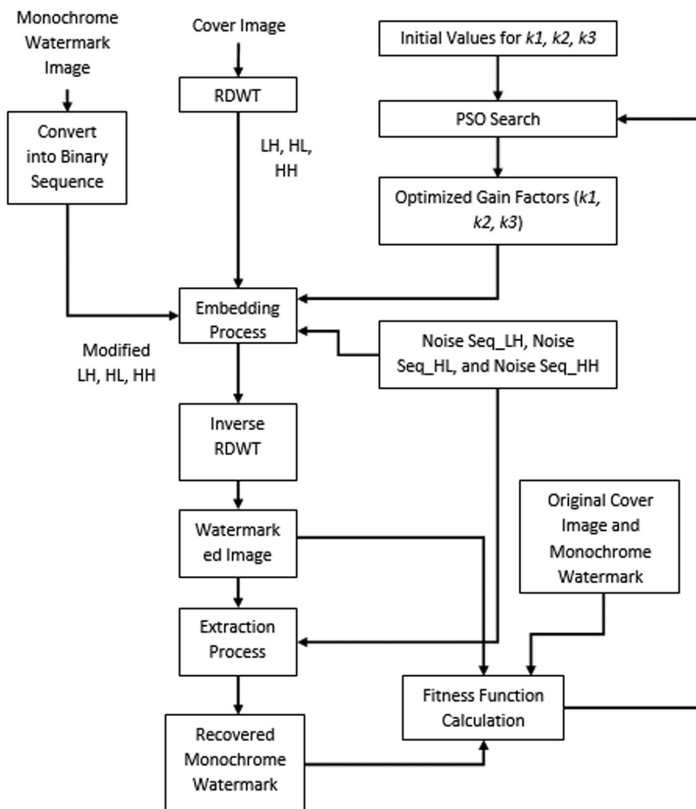 Monochrome
Watermark
Image
Cover Image
Initial Values for k1, k2, k3
RDWT
PSO Search
Convert
into Binary
Sequence
LH, HL,
HH
Optimized Gain Factors (k1,
k2, k3)
Embedding
Process
Modified
LH, HL, HH
Noise Seq_LH, Noise
Seq_HL, and Noise Seq_HH
Inverse
RDWT
Original Cover
Image and
Monochrome
Watermark
Watermark
ed Image
Extraction
Process
Fitness Function
Calculation
Recovered
Monochrome
Watermark